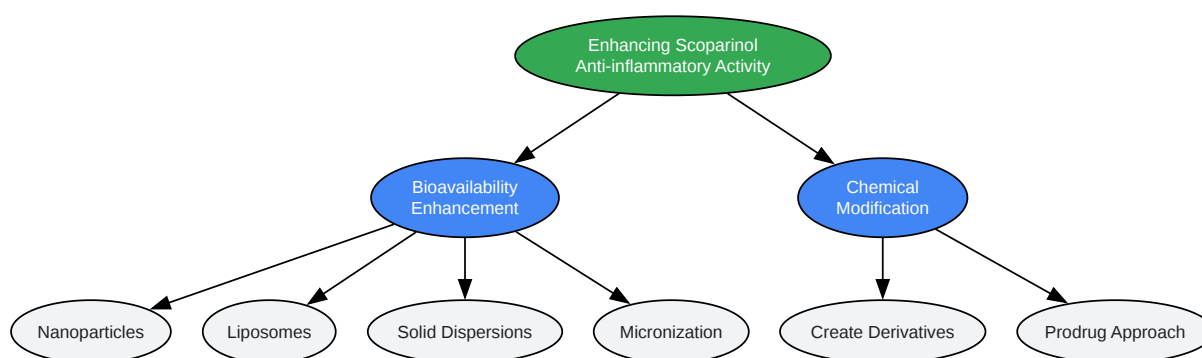 Enhancing Scoparinol
Anti-inflammatory Activity
Bioavailability
Enhancement
Chemical
Modification
Nanoparticles
Liposomes
Solid Dispersions
Micronization
Create Derivatives
Prodrug Approach